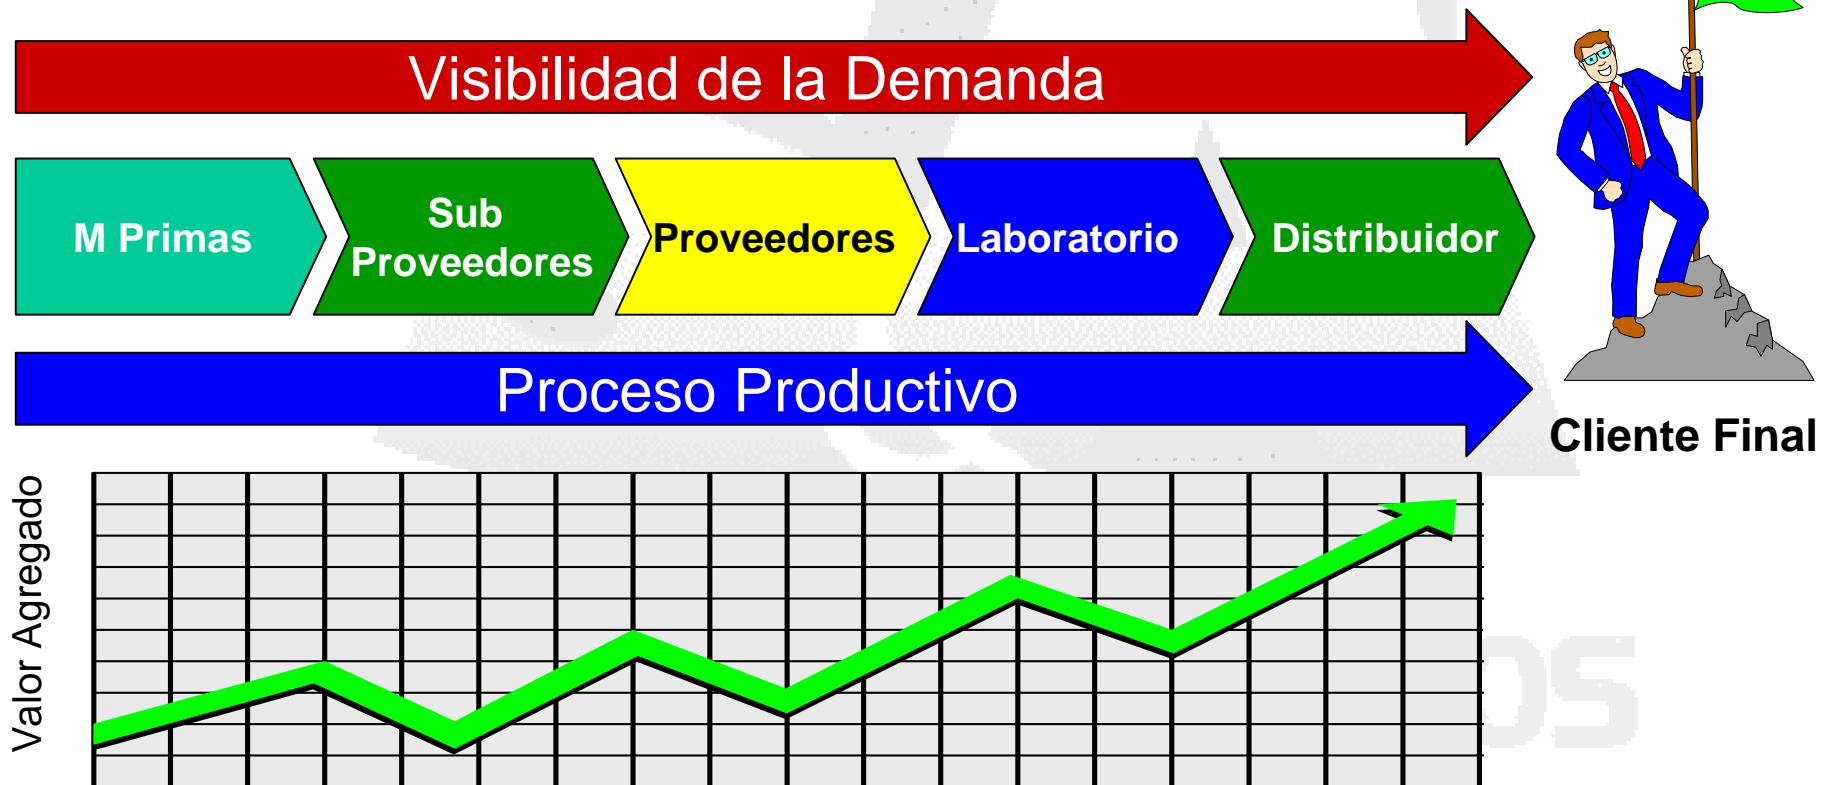 Visibilidad de la Demanda
M Primas
Sub
Proveedores
Proveedores
Laboratorio
Distribuidor
Proceso Productivo
Cliente Final
Valor Agregado